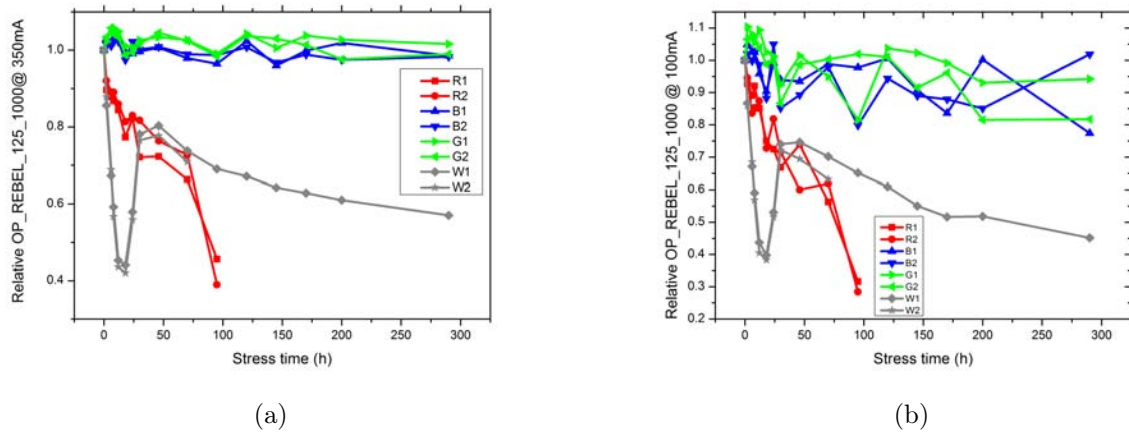 Relative OP_REBEL_125_1000@ 350mA
1.0
0.8
0.6
0.4
R1
R2
B1
B2
G1
G2
W1
W2
0
50
100
150
200
250
300
Stress time (h)
(a)
Relative OP_REBEL_125_1000 @ 100mA
1.1
1.0
0.9
0.8
0.7
0.6
0.5
0.4
0.3
0.2
R1
R2
B1
B2
G1
G2
W1
W2
0
50
100
150
200
250
300
Stress time (h)
(b)